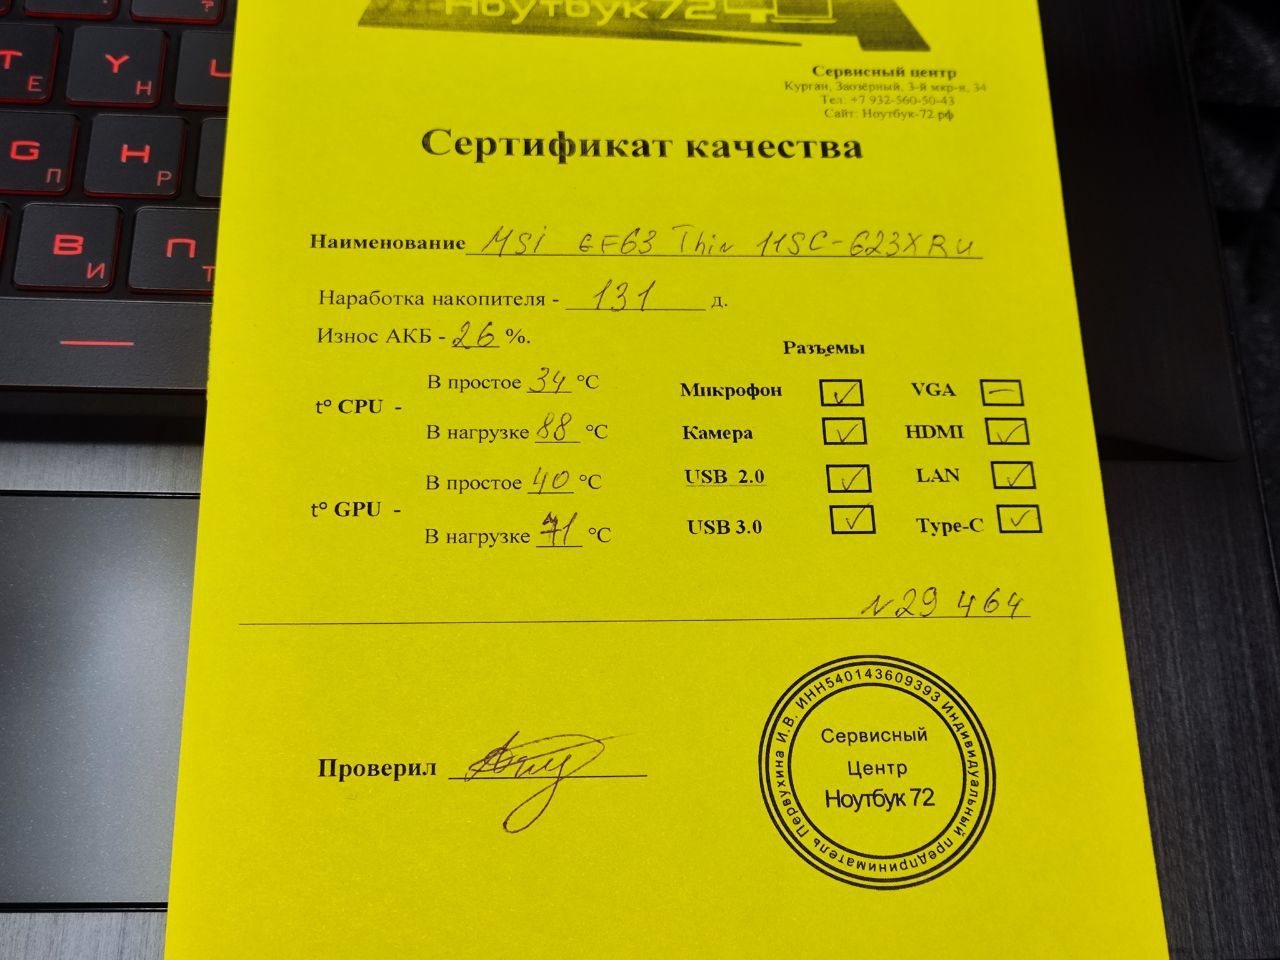 Ноутбук72
Сервисный центр
Курган, Заозёрный, 3-й мкр-н, 34
Тел: +7 932-560-50-43
Сайт: Ноутбук-72.рф
Сертификат качества
Наименование MSi GF63 Thin 11SC-623XRU
Наработка накопителя - 131 д.
Износ АКБ - 26 %.
Разъемы
t° CPU -
В простое 34 °C
В нагрузке 88 °C
t° GPU -
В простое 40 °C
В нагрузке 71 °C
Микрофон ✓ VGA —
Камера ✓ HDMI ✓
USB 2.0 ✓ LAN ✓
USB 3.0 ✓ Type-C ✓
N29 464
Проверил
Индивидуальный предприниматель Первухина И.В. ИНН540143609393
Сервисный
Центр
Ноутбук 72
Т Е
Y Н
G П
H Р
В И
П Т